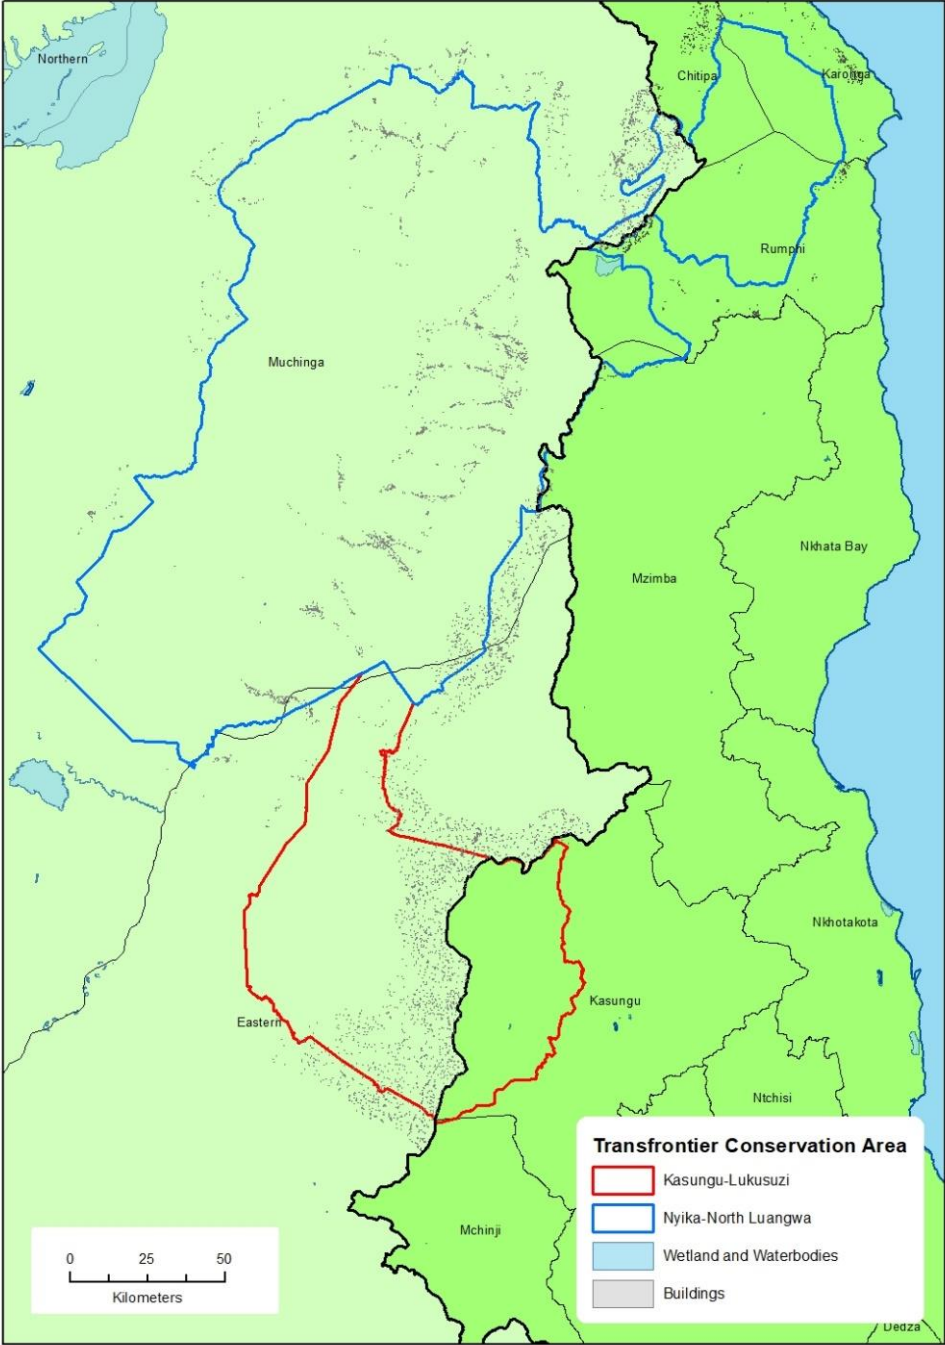 Northern
Chitipa
Karonga
Rumphi
Muchinga
Nkhata Bay
Mzimba
Nkhotakota
Kasungu
Eastern
Ntchisi
Transfrontier Conservation Area
Kasungu-Lukusuzi
Nyika-North Luangwa
Wetland and Waterbodies
Buildings
Mchinji
0 25 50
Kilometers
Dedza